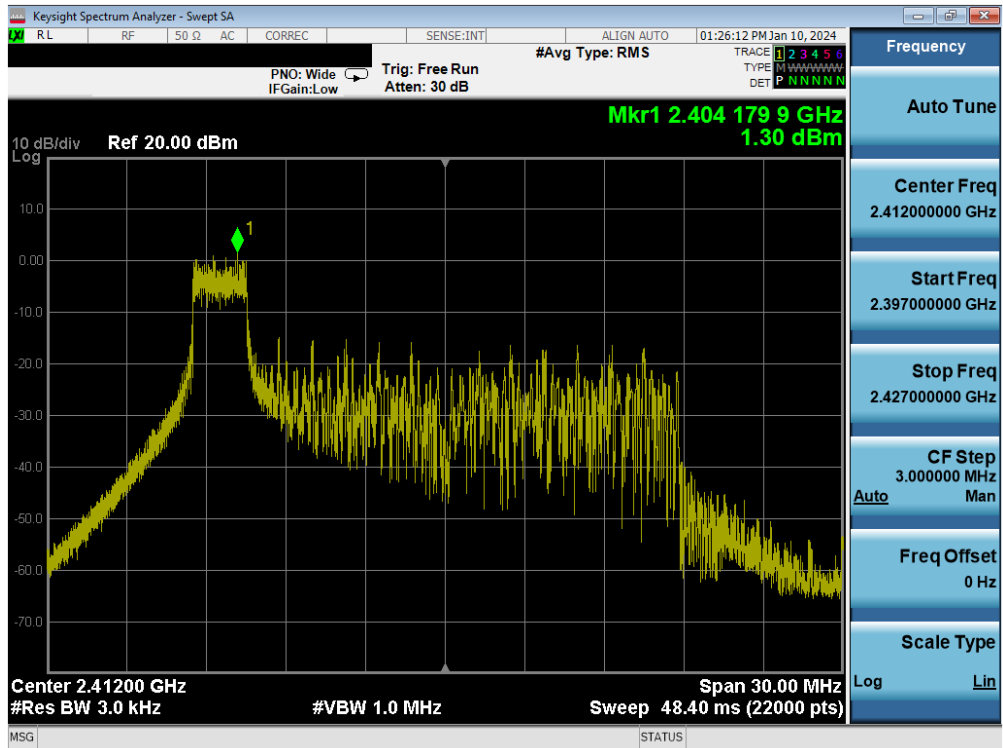 Keysight Spectrum Analyzer - Swept SA
LXI RL RF 50 Ω AC CORREC SENSE:INT ALIGN AUTO 01:26:12 PM Jan 10, 2024
#Avg Type: RMS
TRACE 1 2 3 4 5 6
TYPE M WWWWW
DET P N N N N N
PNO: Wide
IFGain:Low
Trig: Free Run
Atten: 30 dB
Mkr1 2.404 179 9 GHz
1.30 dBm
10 dB/div Ref 20.00 dBm
Log
1
10.0
0.00
-10.0
-20.0
-30.0
-40.0
-50.0
-60.0
-70.0
Center 2.41200 GHz Span 30.00 MHz
#Res BW 3.0 kHz #VBW 1.0 MHz Sweep 48.40 ms (22000 pts)
MSG STATUS
Frequency
Auto Tune
Center Freq
2.412000000 GHz
Start Freq
2.397000000 GHz
Stop Freq
2.427000000 GHz
CF Step
3.000000 MHz
Auto Man
Freq Offset
0 Hz
Scale Type
Log Lin